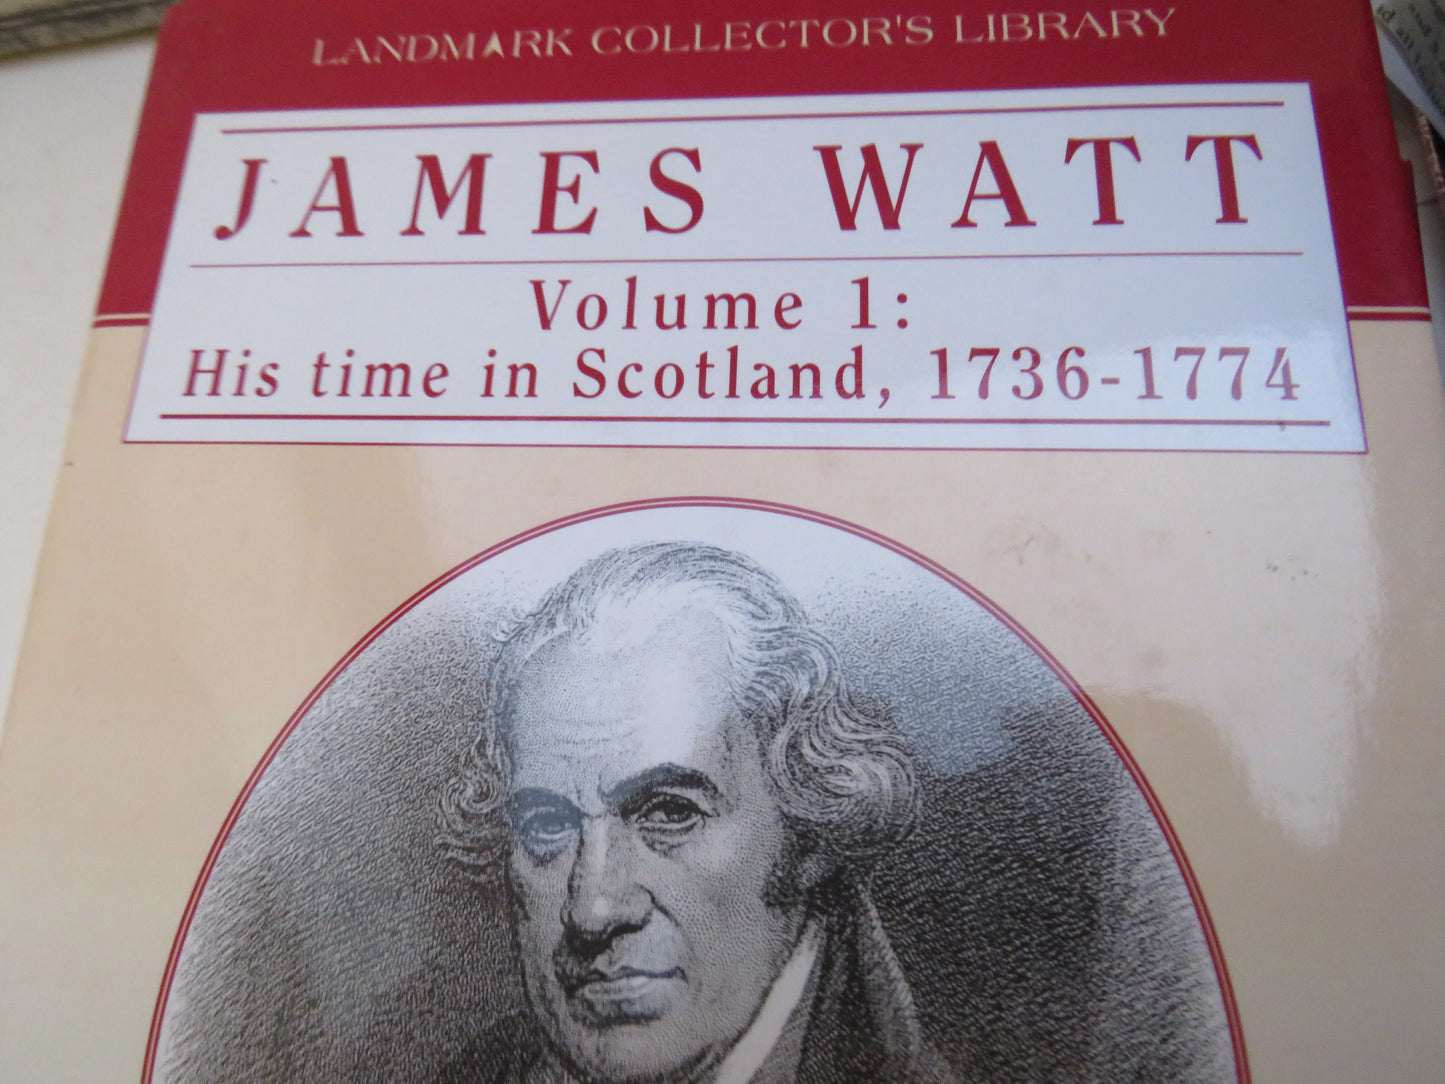 LANDMARK COLLECTOR'S LIBRARY
JAMES WATT
Volume 1:
His time in Scotland, 1736-1774